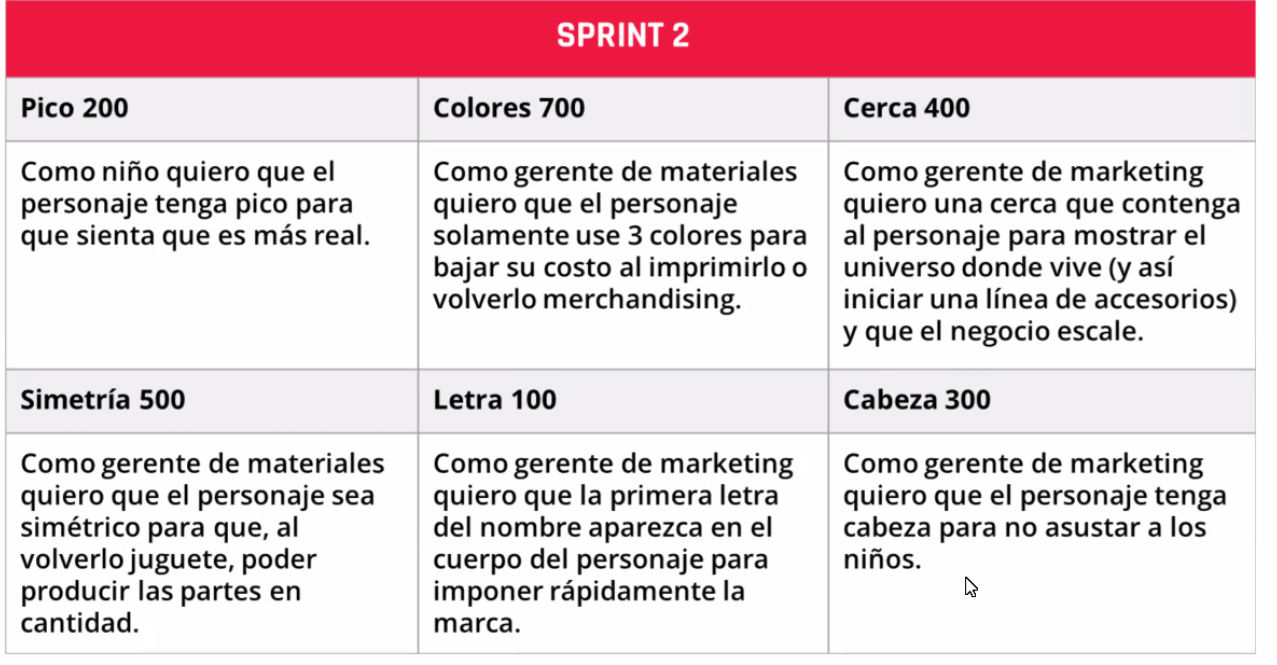 SPRINT 2
Pico 200
Colores 700
Cerca 400
Como niño quiero que el
personaje tenga pico para
que sienta que es más real.
Como gerente de materiales
quiero que el personaje
solamente use 3 colores para
bajar su costo al imprimirlo o
volverlo merchandising.
Como gerente de marketing
quiero una cerca que contenga
al personaje para mostrar el
universo donde vive (y así
iniciar una línea de accesorios)
y que el negocio escale.
Simetría 500
Letra 100
Cabeza 300
Como gerente de materiales
quiero que el personaje sea
simétrico para que, al
volverlo juguete, poder
producir las partes en
cantidad.
Como gerente de marketing
quiero que la primera letra
del nombre aparezca en el
cuerpo del personaje para
imponer rápidamente la
marca.
Como gerente de marketing
quiero que el personaje tenga
cabeza para no asustar a los
niños.